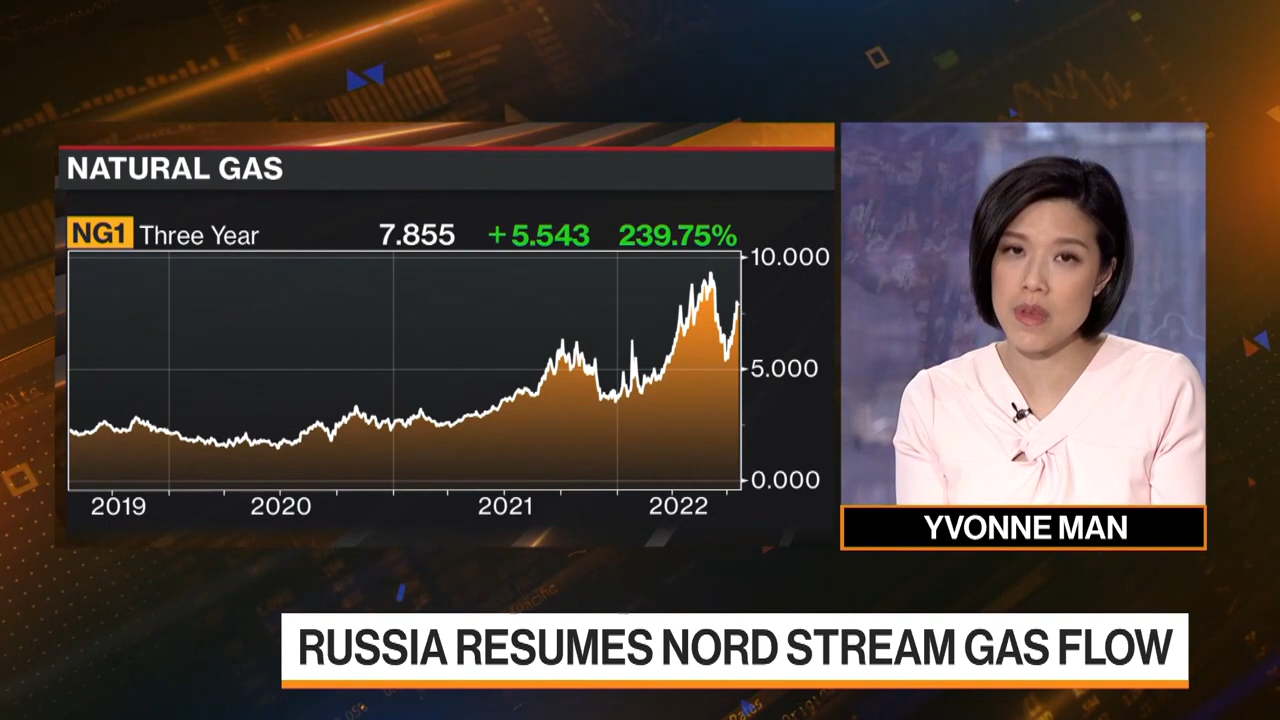 NATURAL GAS
NG1 Three Year 7.855 +5.543 239.75%
10.000
5.000
0.000
2019 2020 2021 2022
YVONNE MAN
RUSSIA RESUMES NORD STREAM GAS FLOW